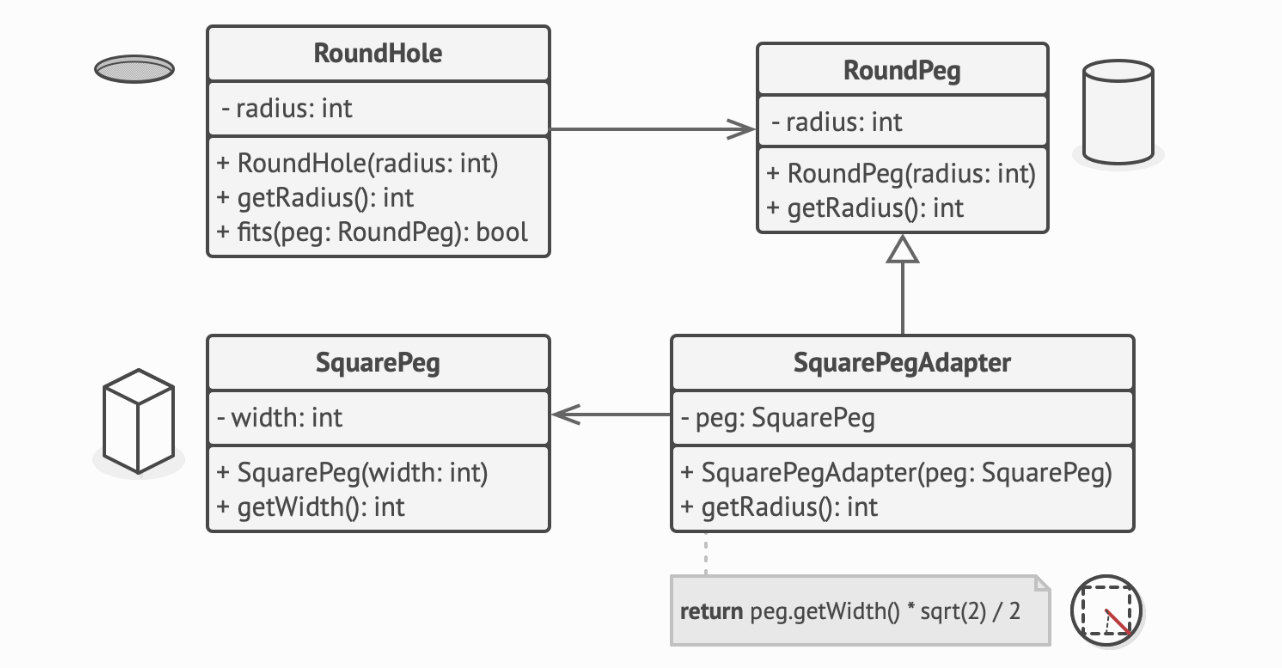 RoundHole
- radius: int
+ RoundHole(radius: int)
+ getRadius(): int
+ fits(peg: RoundPeg): bool
RoundPeg
- radius: int
+ RoundPeg(radius: int)
+ getRadius(): int
SquarePeg
- width: int
+ SquarePeg(width: int)
+ getWidth(): int
SquarePegAdapter
- peg: SquarePeg
+ SquarePegAdapter(peg: SquarePeg)
+ getRadius(): int
return peg.getWidth() * sqrt(2) / 2